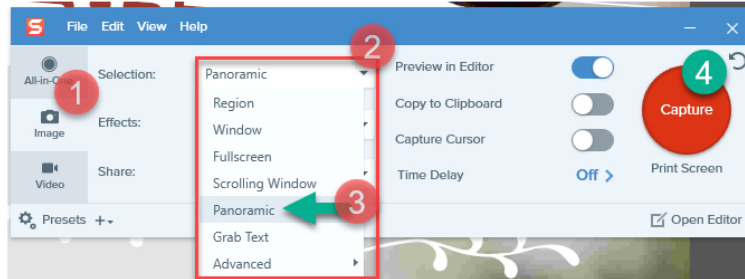 S File Edit View Help
2
All-in-One
1
Selection:
Panoramic
Preview in Editor
4
Region
Copy to Clipboard
Capture
Image
Effects:
Window
Capture Cursor
Fullscreen
Video
Share:
Scrolling Window
Time Delay
Off >
Print Screen
Panoramic
3
Presets +
Grab Text
Open Editor
Advanced